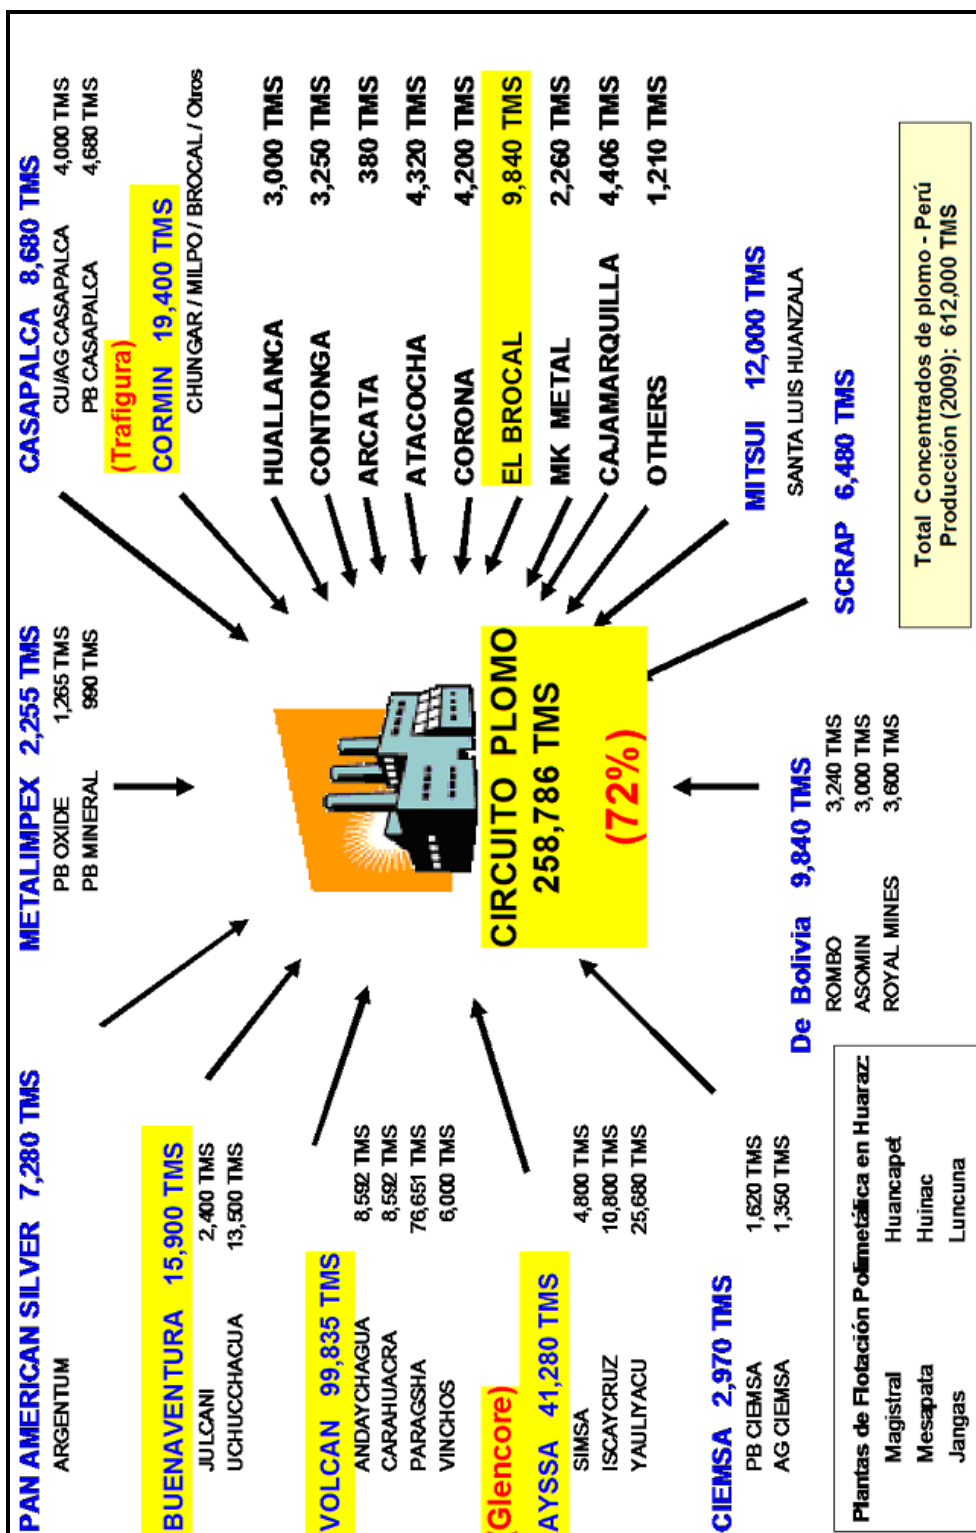 PAN AMERICAN SILVER 7,280 TMS
ARGENTUM
METALIMPEX 2,255 TMS
PB OXIDE 1,265 TMS
PB MINERAL 990 TMS
CASAPALCA 8,680 TMS
CU/AG CASAPALCA 4,000 TMS
PB CASAPALCA 4,680 TMS
(Trafigura)
CORMIN 19,400 TMS
CHUNGAR / MILPO / BROCAL / Otros
BUENAVENTURA 15,900 TMS
JULCANI 2,400 TMS
UCHUCCHACUA 13,500 TMS
VOLCAN 99,835 TMS
ANDAYCHAGUA 8,592 TMS
CARAHUACRA 8,592 TMS
PARAGSHA 76,651 TMS
VINCHOS 6,000 TMS
(Glencore)
AYSSA 41,280 TMS
SIMSA 4,800 TMS
ISCAYCRUZ 10,800 TMS
YAULIYACU 25,680 TMS
CIEMSA 2,970 TMS
PB CIEMSA 1,620 TMS
AG CIEMSA 1,350 TMS
CIRCUITO PLOMO
258,786 TMS
(72%)
HUALLANCA 3,000 TMS
CONTONGA 3,250 TMS
ARCATA 380 TMS
ATACOCHA 4,320 TMS
CORONA 4,200 TMS
EL BROCAL 9,840 TMS
MK METAL 2,260 TMS
CAJAMARQUILLA 4,406 TMS
OTHERS 1,210 TMS
MITSUI 12,000 TMS
SANTA LUIS HUANZALA
SCRAP 6,480 TMS
De Bolivia 9,840 TMS
ROMBO 3,240 TMS
ASOMIN 3,000 TMS
ROYAL MINES 3,600 TMS
Plantas de Flotación Polimetálica en Huaraz:
Magistral Huancapet
Mesapata Huinac
Jangas Luncuna
Total Concentrados de plomo - Perú
Producción (2009): 612,000 TMS